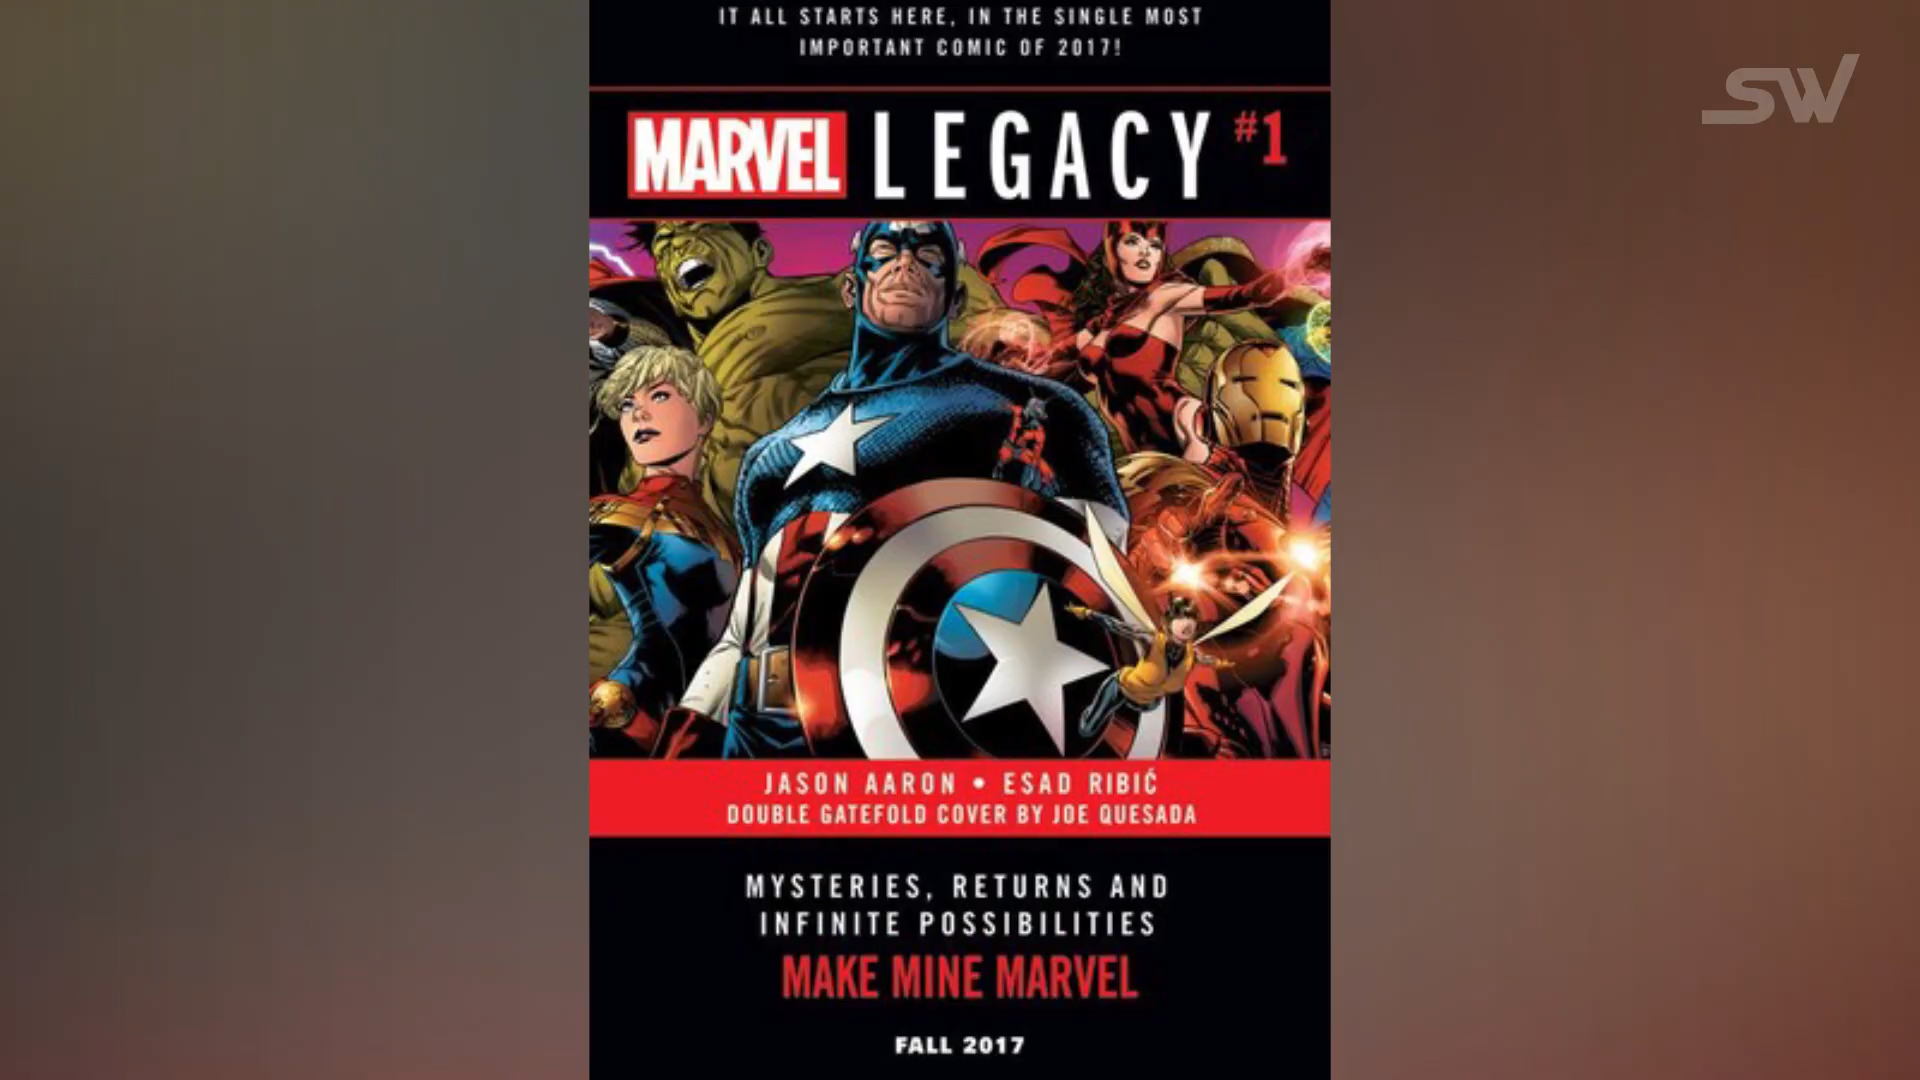 IT ALL STARTS HERE, IN THE SINGLE MOST
IMPORTANT COMIC OF 2017!
SW
MARVEL LEGACY #1
JASON AARON • ESAD RIBIĆ
DOUBLE GATEFOLD COVER BY JOE QUESADA
MYSTERIES, RETURNS AND
INFINITE POSSIBILITIES
MAKE MINE MARVEL
FALL 2017